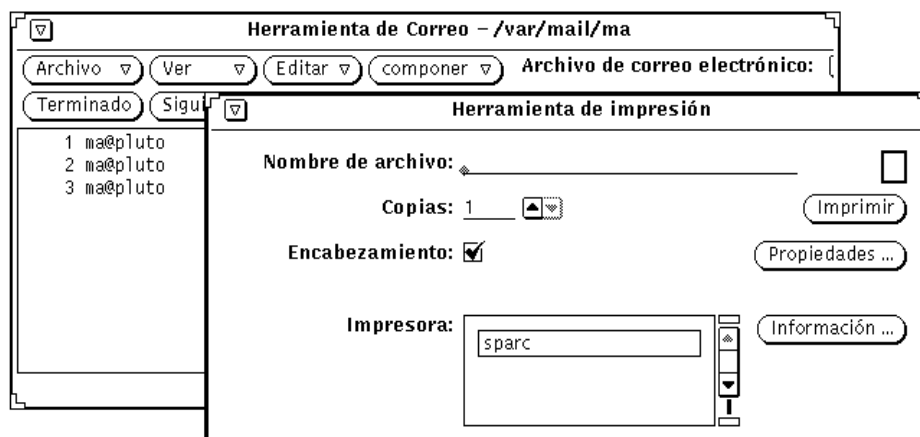 Herramienta de Correo – /var/mail/ma
Archivo Ver Editar componer Archivo de correo electrónico:
Terminado Sigui
1 ma@pluto
2 ma@pluto
3 ma@pluto
Herramienta de impresión
Nombre de archivo:
Copias: 1
Imprimir
Encabezamiento:
Propiedades ...
Impresora:
sparc
Información ...